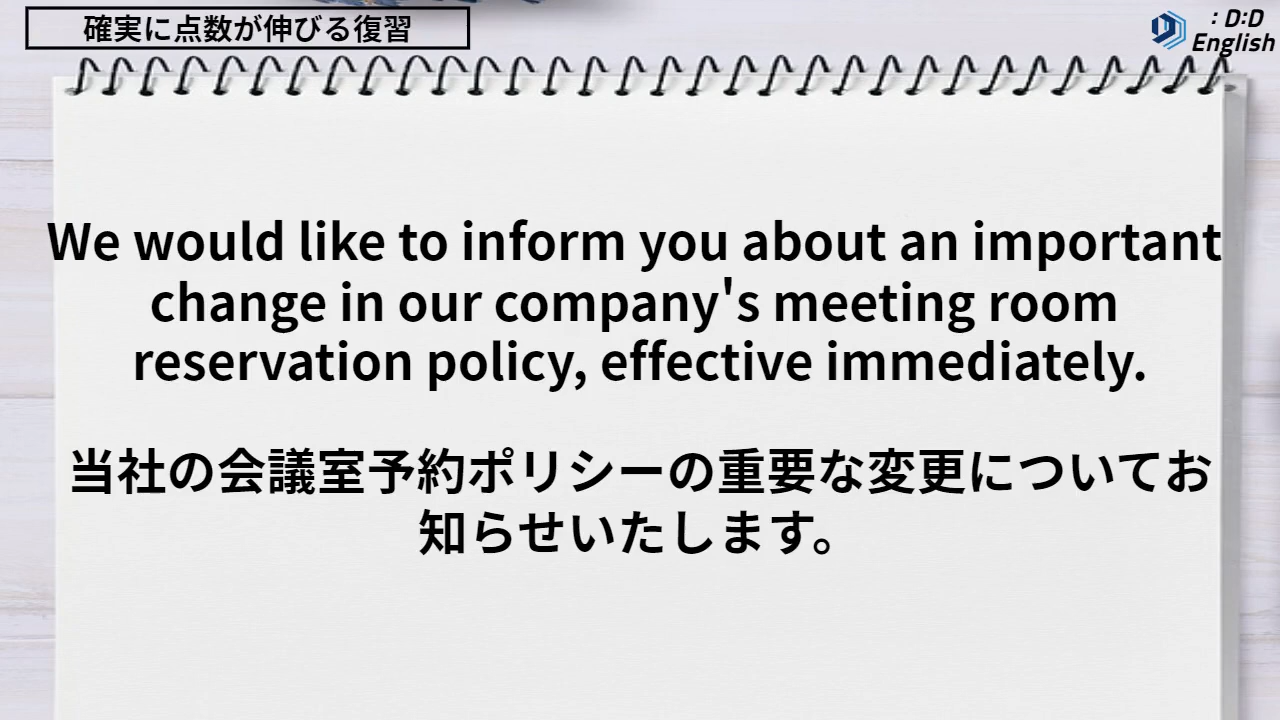 確実に点数が伸びる復習
: D:D
English
We would like to inform you about an important
change in our company's meeting room
reservation policy, effective immediately.
当社の会議室予約ポリシーの重要な変更についてお
知らせいたします。